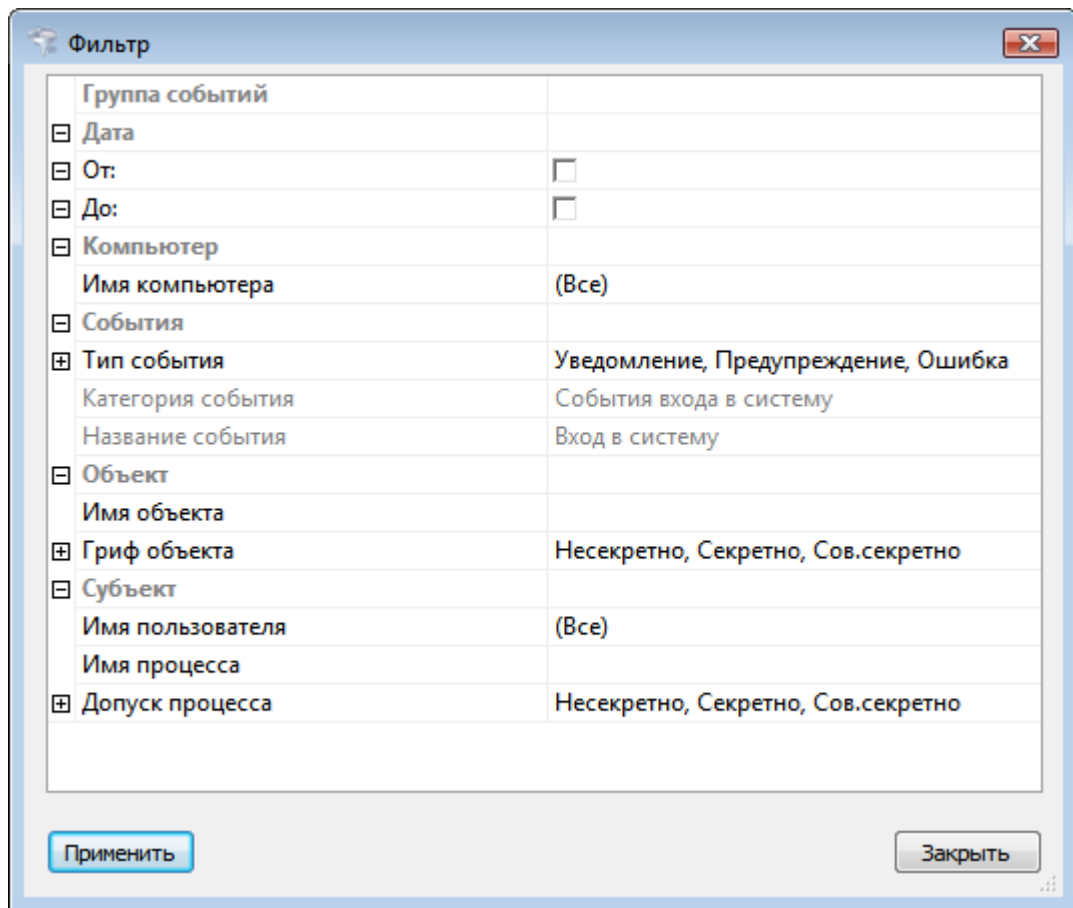 Фильтр
Группа событий
Дата
От:
До:
Компьютер
Имя компьютера (Все)
События
Тип события Уведомление, Предупреждение, Ошибка
Категория события События входа в систему
Название события Вход в систему
Объект
Имя объекта
Гриф объекта Несекретно, Секретно, Сов.секретно
Субъект
Имя пользователя (Все)
Имя процесса
Допуск процесса Несекретно, Секретно, Сов.секретно
Применить Закрыть